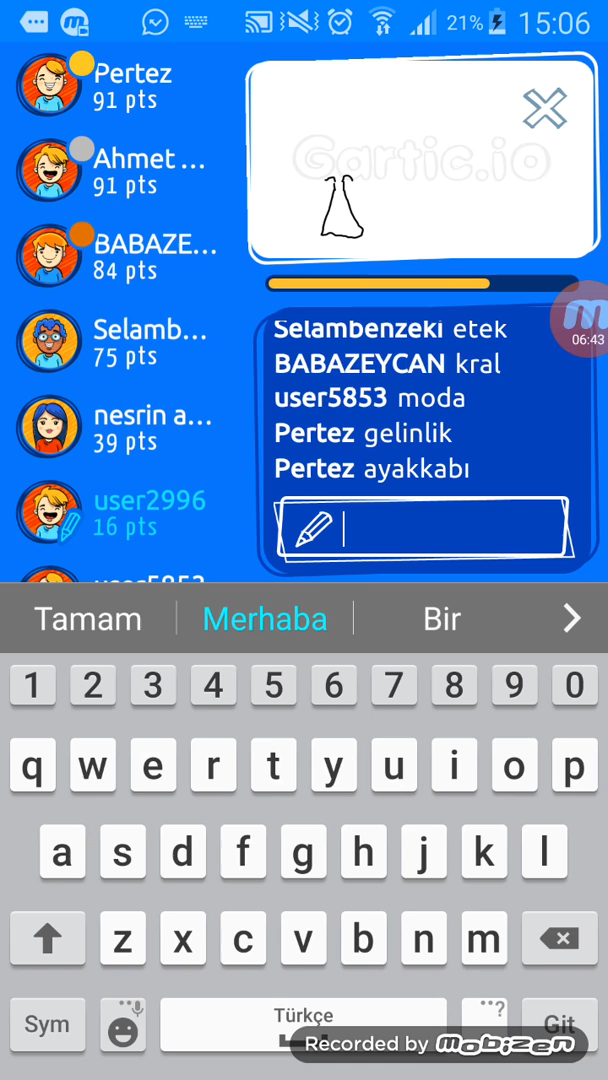 21% 15:06
Pertez
91 pts
Ahmet ...
91 pts
BABAZE...
84 pts
Selamb...
75 pts
nesrin a...
39 pts
user2996
16 pts
Gartic.io
06:43
Selambenzeki etek
BABAZEYCAN kral
user5853 moda
Pertez gelinlik
Pertez ayakkabı
Tamam Merhaba Bir
1 2 3 4 5 6 7 8 9 0
q w e r t y u i o p
a s d f g h j k l
z x c v b n m
Sym Türkçe ...? Git
Recorded by mobizen